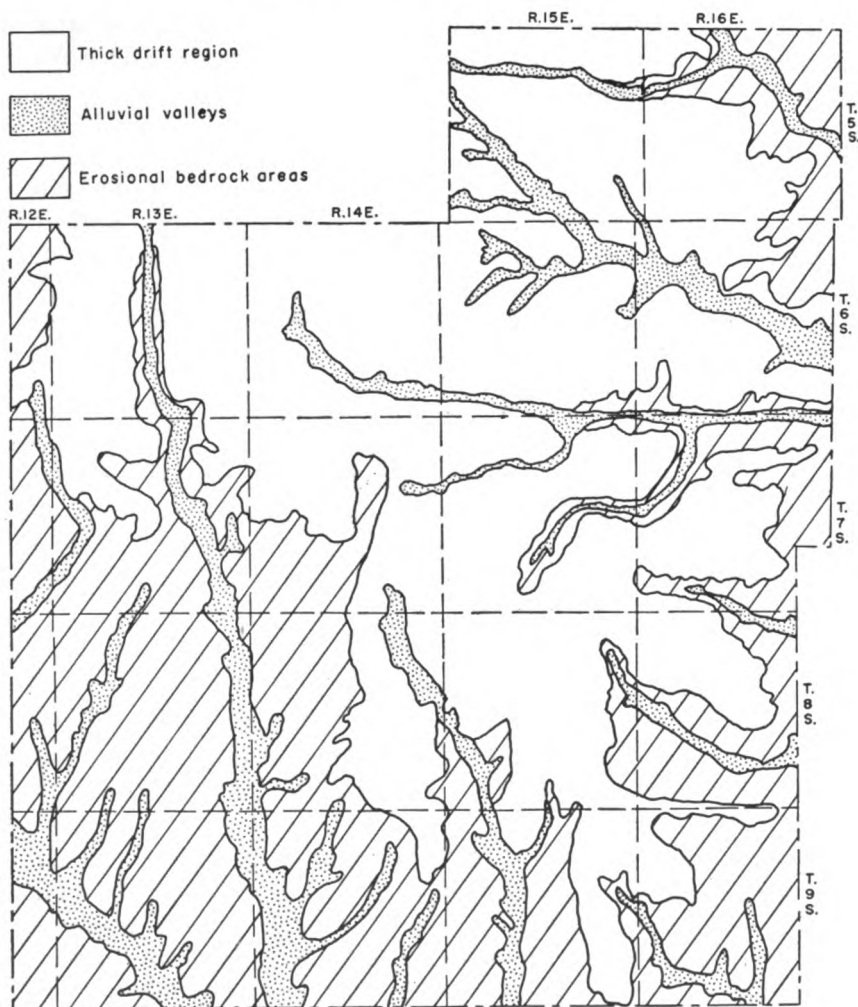 R.15E. R.16E.
Thick drift region
Alluvial valleys
T.
5
S.
Erosional bedrock areas
R.12E. R.13E. R.14E.
T.
6
S.
T.
7
S.
T.
8
S.
T.
9
S.